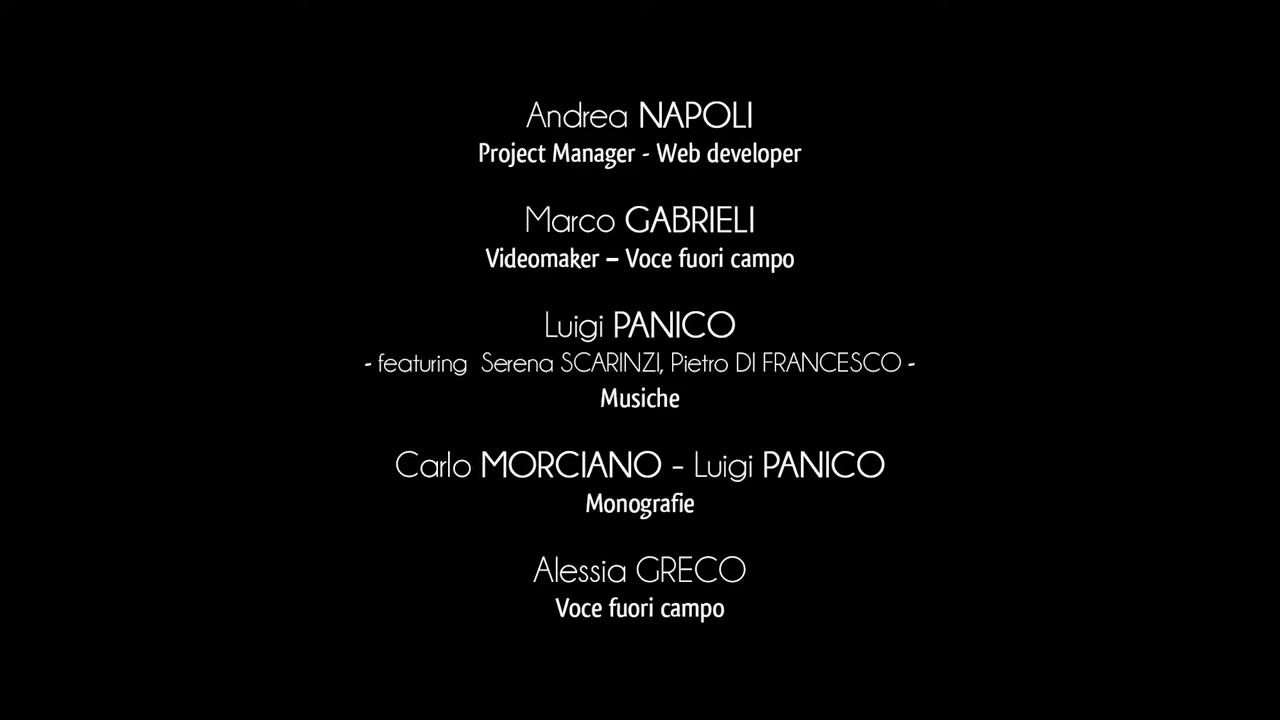 Andrea NAPOLI
Project Manager - Web developer
Marco GABRIELI
Videomaker – Voce fuori campo
Luigi PANICO
- featuring Serena SCARINZI, Pietro DI FRANCESCO -
Musiche
Carlo MORCIANO - Luigi PANICO
Monografie
Alessia GRECO
Voce fuori campo